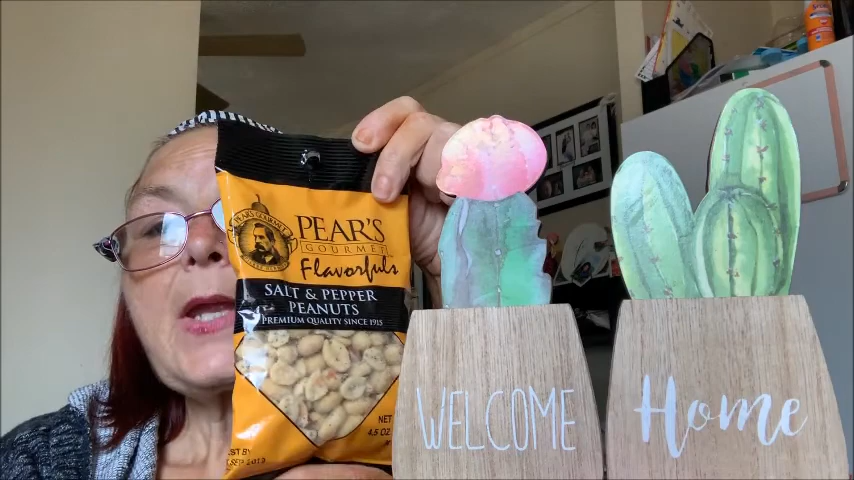 PEAR'S
GOURMET
Flavorfuls
SALT & PEPPER
PEANUTS
PREMIUM QUALITY SINCE 1915
NET
4.5 OZ
WELCOME
Home